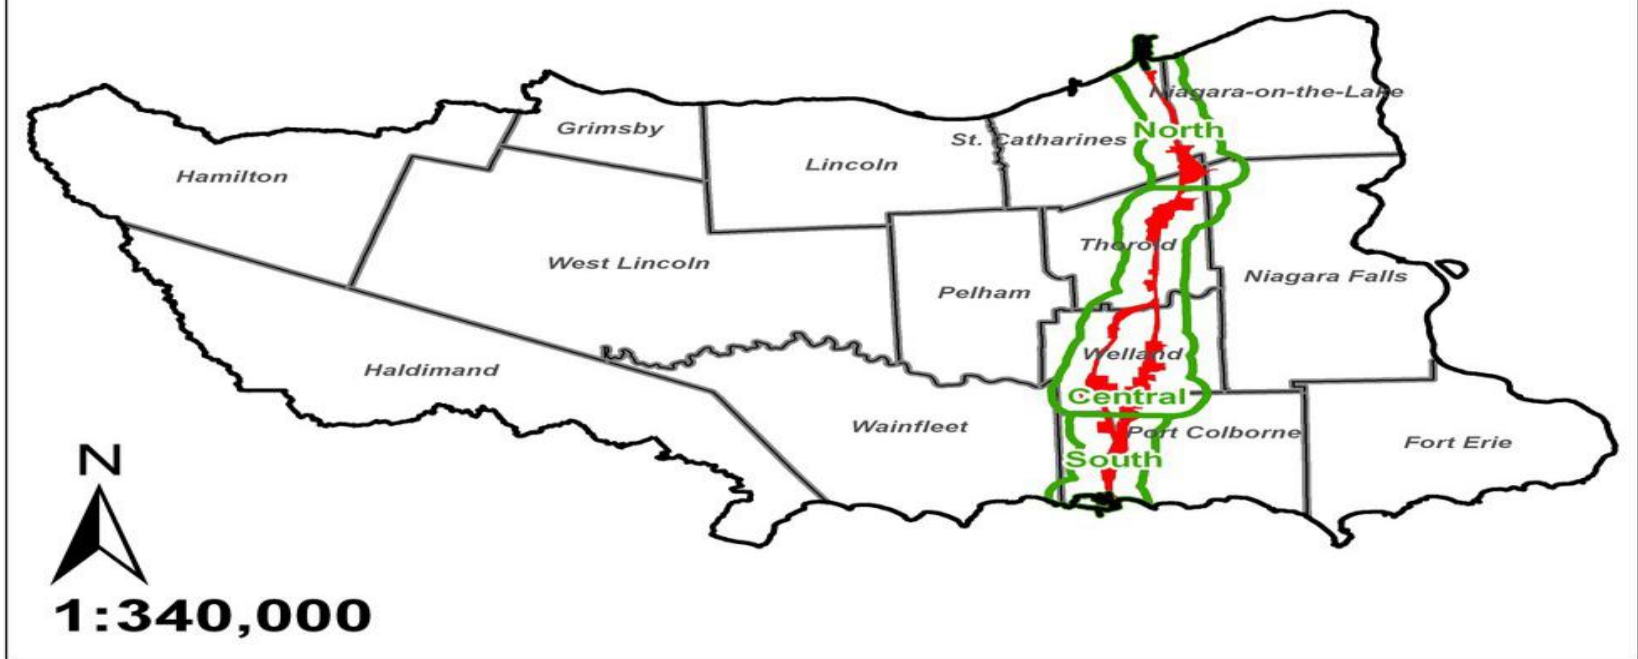 Niagara-on-the-Lake
Grimsby
North
St. Catharines
Lincoln
Hamilton
Thorold
West Lincoln
Niagara Falls
Pelham
Welland
Haldimand
Central
Wainfleet
Port Colborne
Fort Erie
South
N
1:340,000